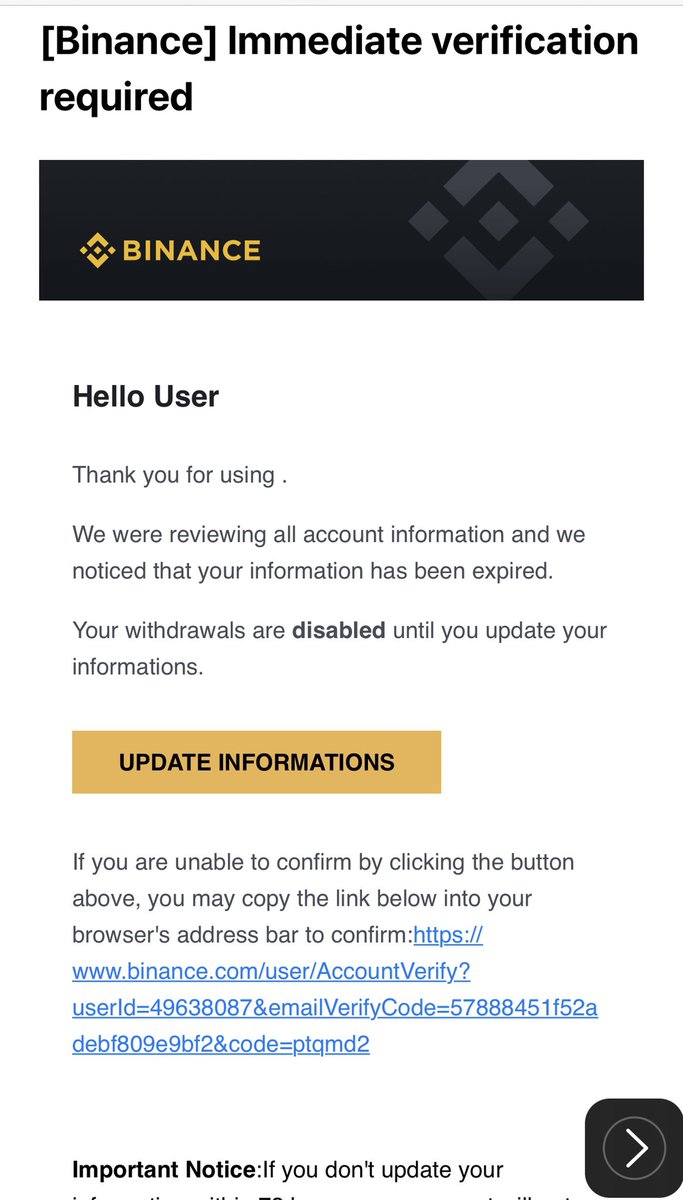 [Binance] Immediate verification
required
BINANCE
Hello User
Thank you for using .
We were reviewing all account information and we
noticed that your information has been expired.
Your withdrawals are disabled until you update your
informations.
UPDATE INFORMATIONS
If you are unable to confirm by clicking the button
above, you may copy the link below into your
browser's address bar to confirm:https://
www.binance.com/user/AccountVerify?
userId=49638087&emailVerifyCode=57888451f52a
debf809e9bf2&code=ptqmd2
Important Notice:If you don't update your